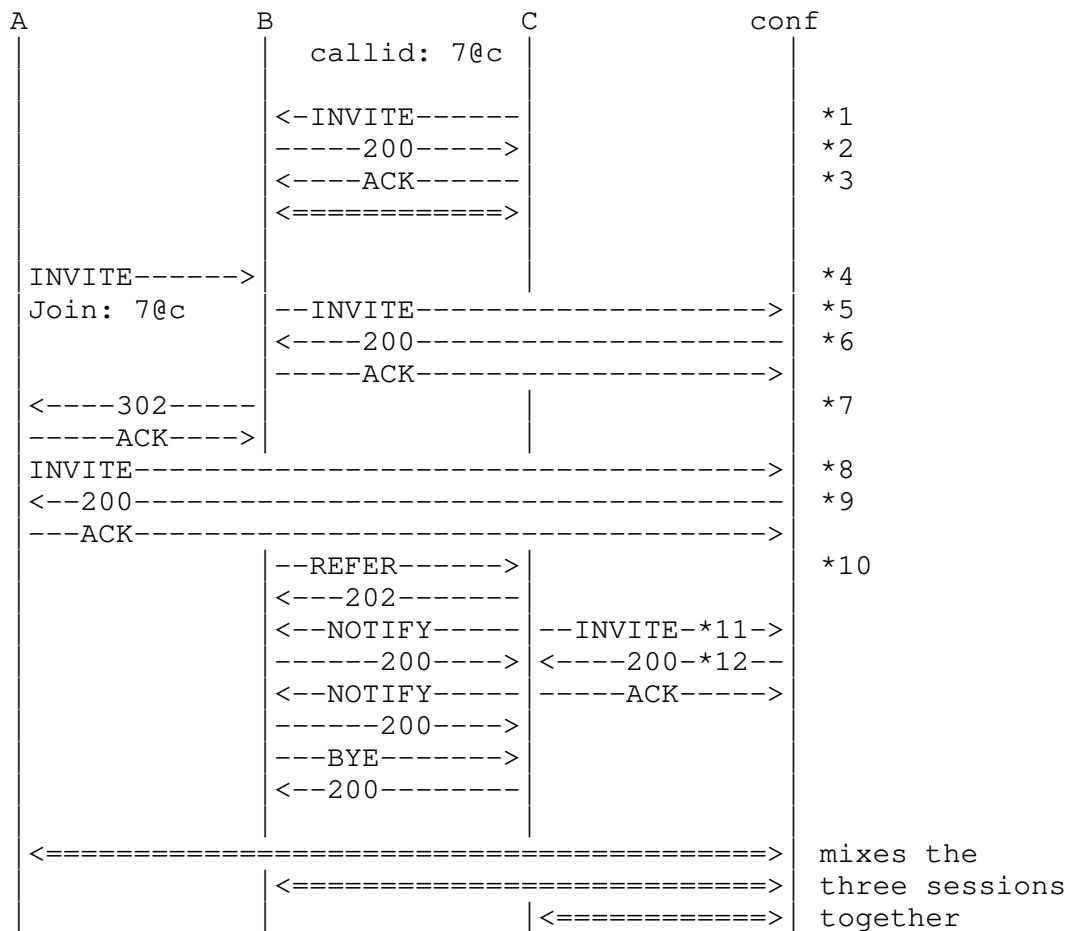 A                B                 C               conf
|                |  callid: 7@c    |                 |
|                |                 |                 |
|                |<-INVITE------|                 | *1
|                |-----200----->|                 | *2
|                |<----ACK------|                 | *3
|                |<============>|                 |
|                |                 |                 |
|INVITE------>|                 |                 | *4
|Join: 7@c     |--INVITE-------------------->| *5
|                |<----200---------------------| *6
|                |-----ACK-------------------->|
|<----302-----|                 |                 | *7
|-----ACK---->|                 |                 |
|INVITE------------------------------------>| *8
|<--200-------------------------------------| *9
|---ACK------------------------------------>|
|                |--REFER------>|                 | *10
|                |<---202-------|                 |
|                |<--NOTIFY-----|--INVITE-*11->|
|                |------200---->|<----200-*12--|
|                |<--NOTIFY-----|-----ACK----->|
|                |------200---->|                 |
|                |---BYE------->|                 |
|                |<--200--------|                 |
|                |                 |                 |
|<=========================================>| mixes the
|                |<===========================>| three sessions
|                |                 |<============>| together